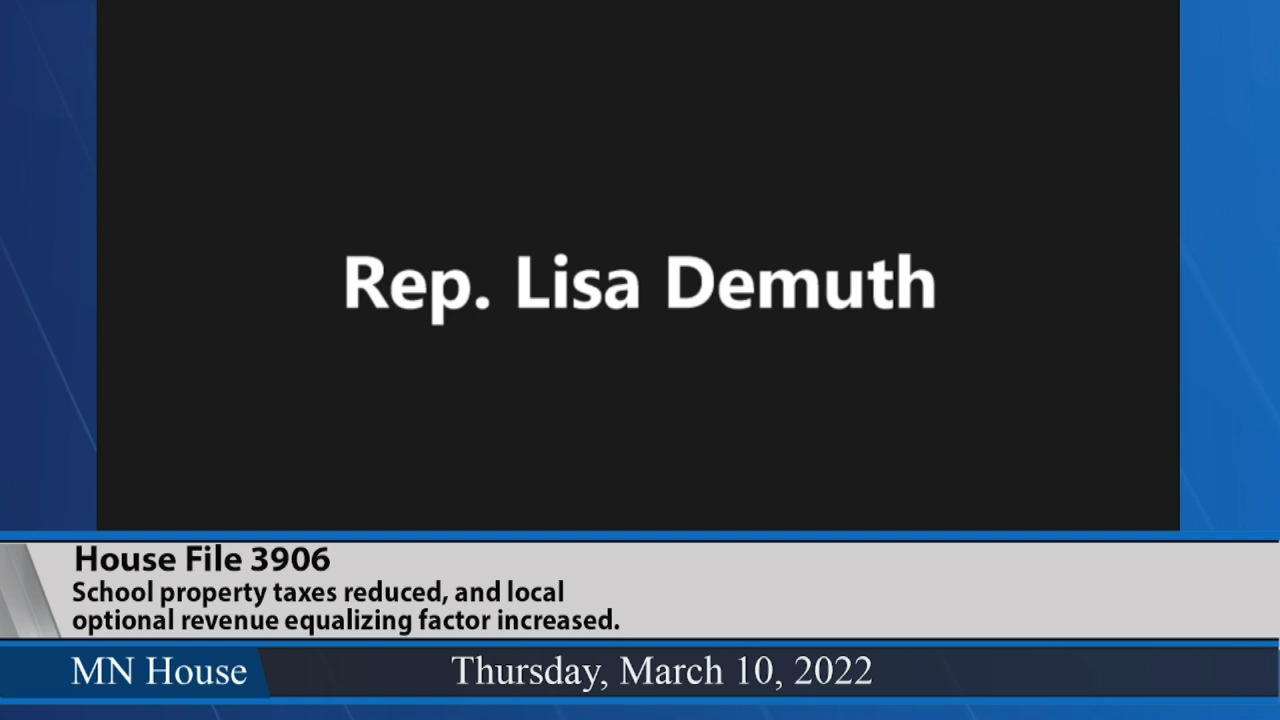 Rep. Lisa Demuth
House File 3906
School property taxes reduced, and local
optional revenue equalizing factor increased.
MN House
Thursday, March 10, 2022